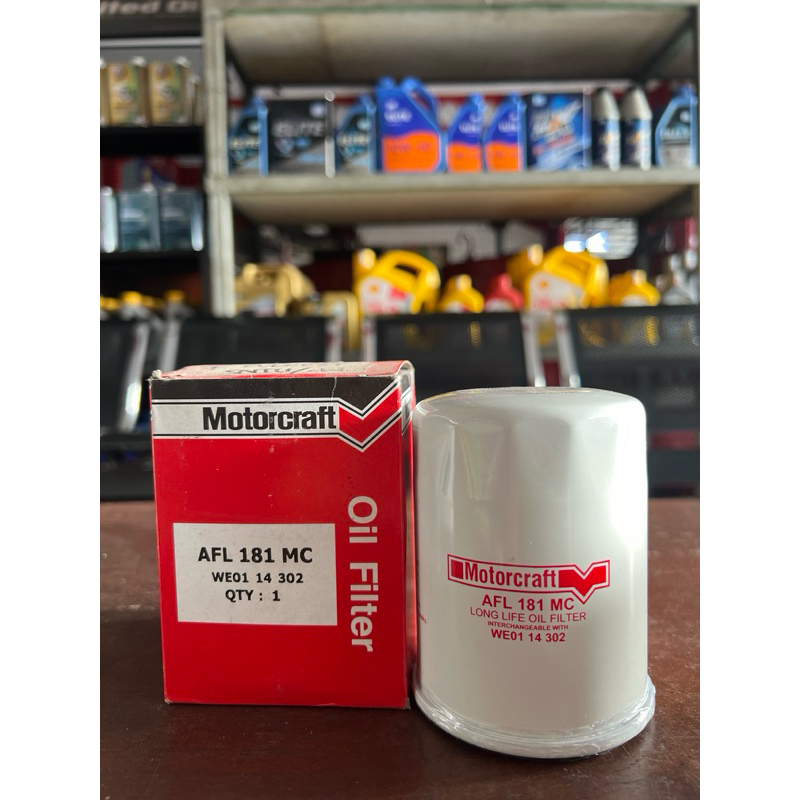 Motorcraft
Oil Filter
AFL 181 MC
WE01 14 302
QTY : 1
Motorcraft
AFL 181 MC
LONG LIFE OIL FILTER
INTERCHANGEABLE WITH
WE01 14 302
ELITE